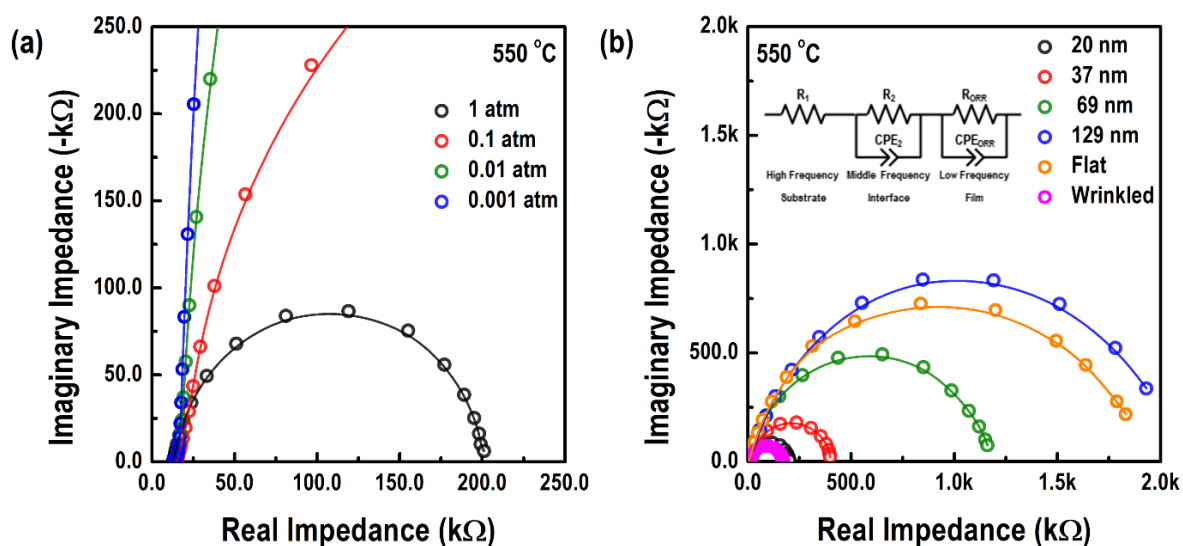 (a)
550 °C
1 atm
0.1 atm
0.01 atm
0.001 atm
Imaginary Impedance (-kΩ)
250.0
200.0
150.0
100.0
50.0
0.0
0.0 50.0 100.0 150.0 200.0 250.0
Real Impedance (kΩ)
(b)
550 °C
20 nm
37 nm
69 nm
129 nm
Flat
Wrinkled
R1 R2 RORR
CPE2 CPEORR
High Frequency Middle Frequency Low Frequency
Substrate Interface Film
Imaginary Impedance (-kΩ)
2.0k
1.5k
1.0k
500.0
0.0
0.0 500.0 1.0k 1.5k 2.0k
Real Impedance (kΩ)